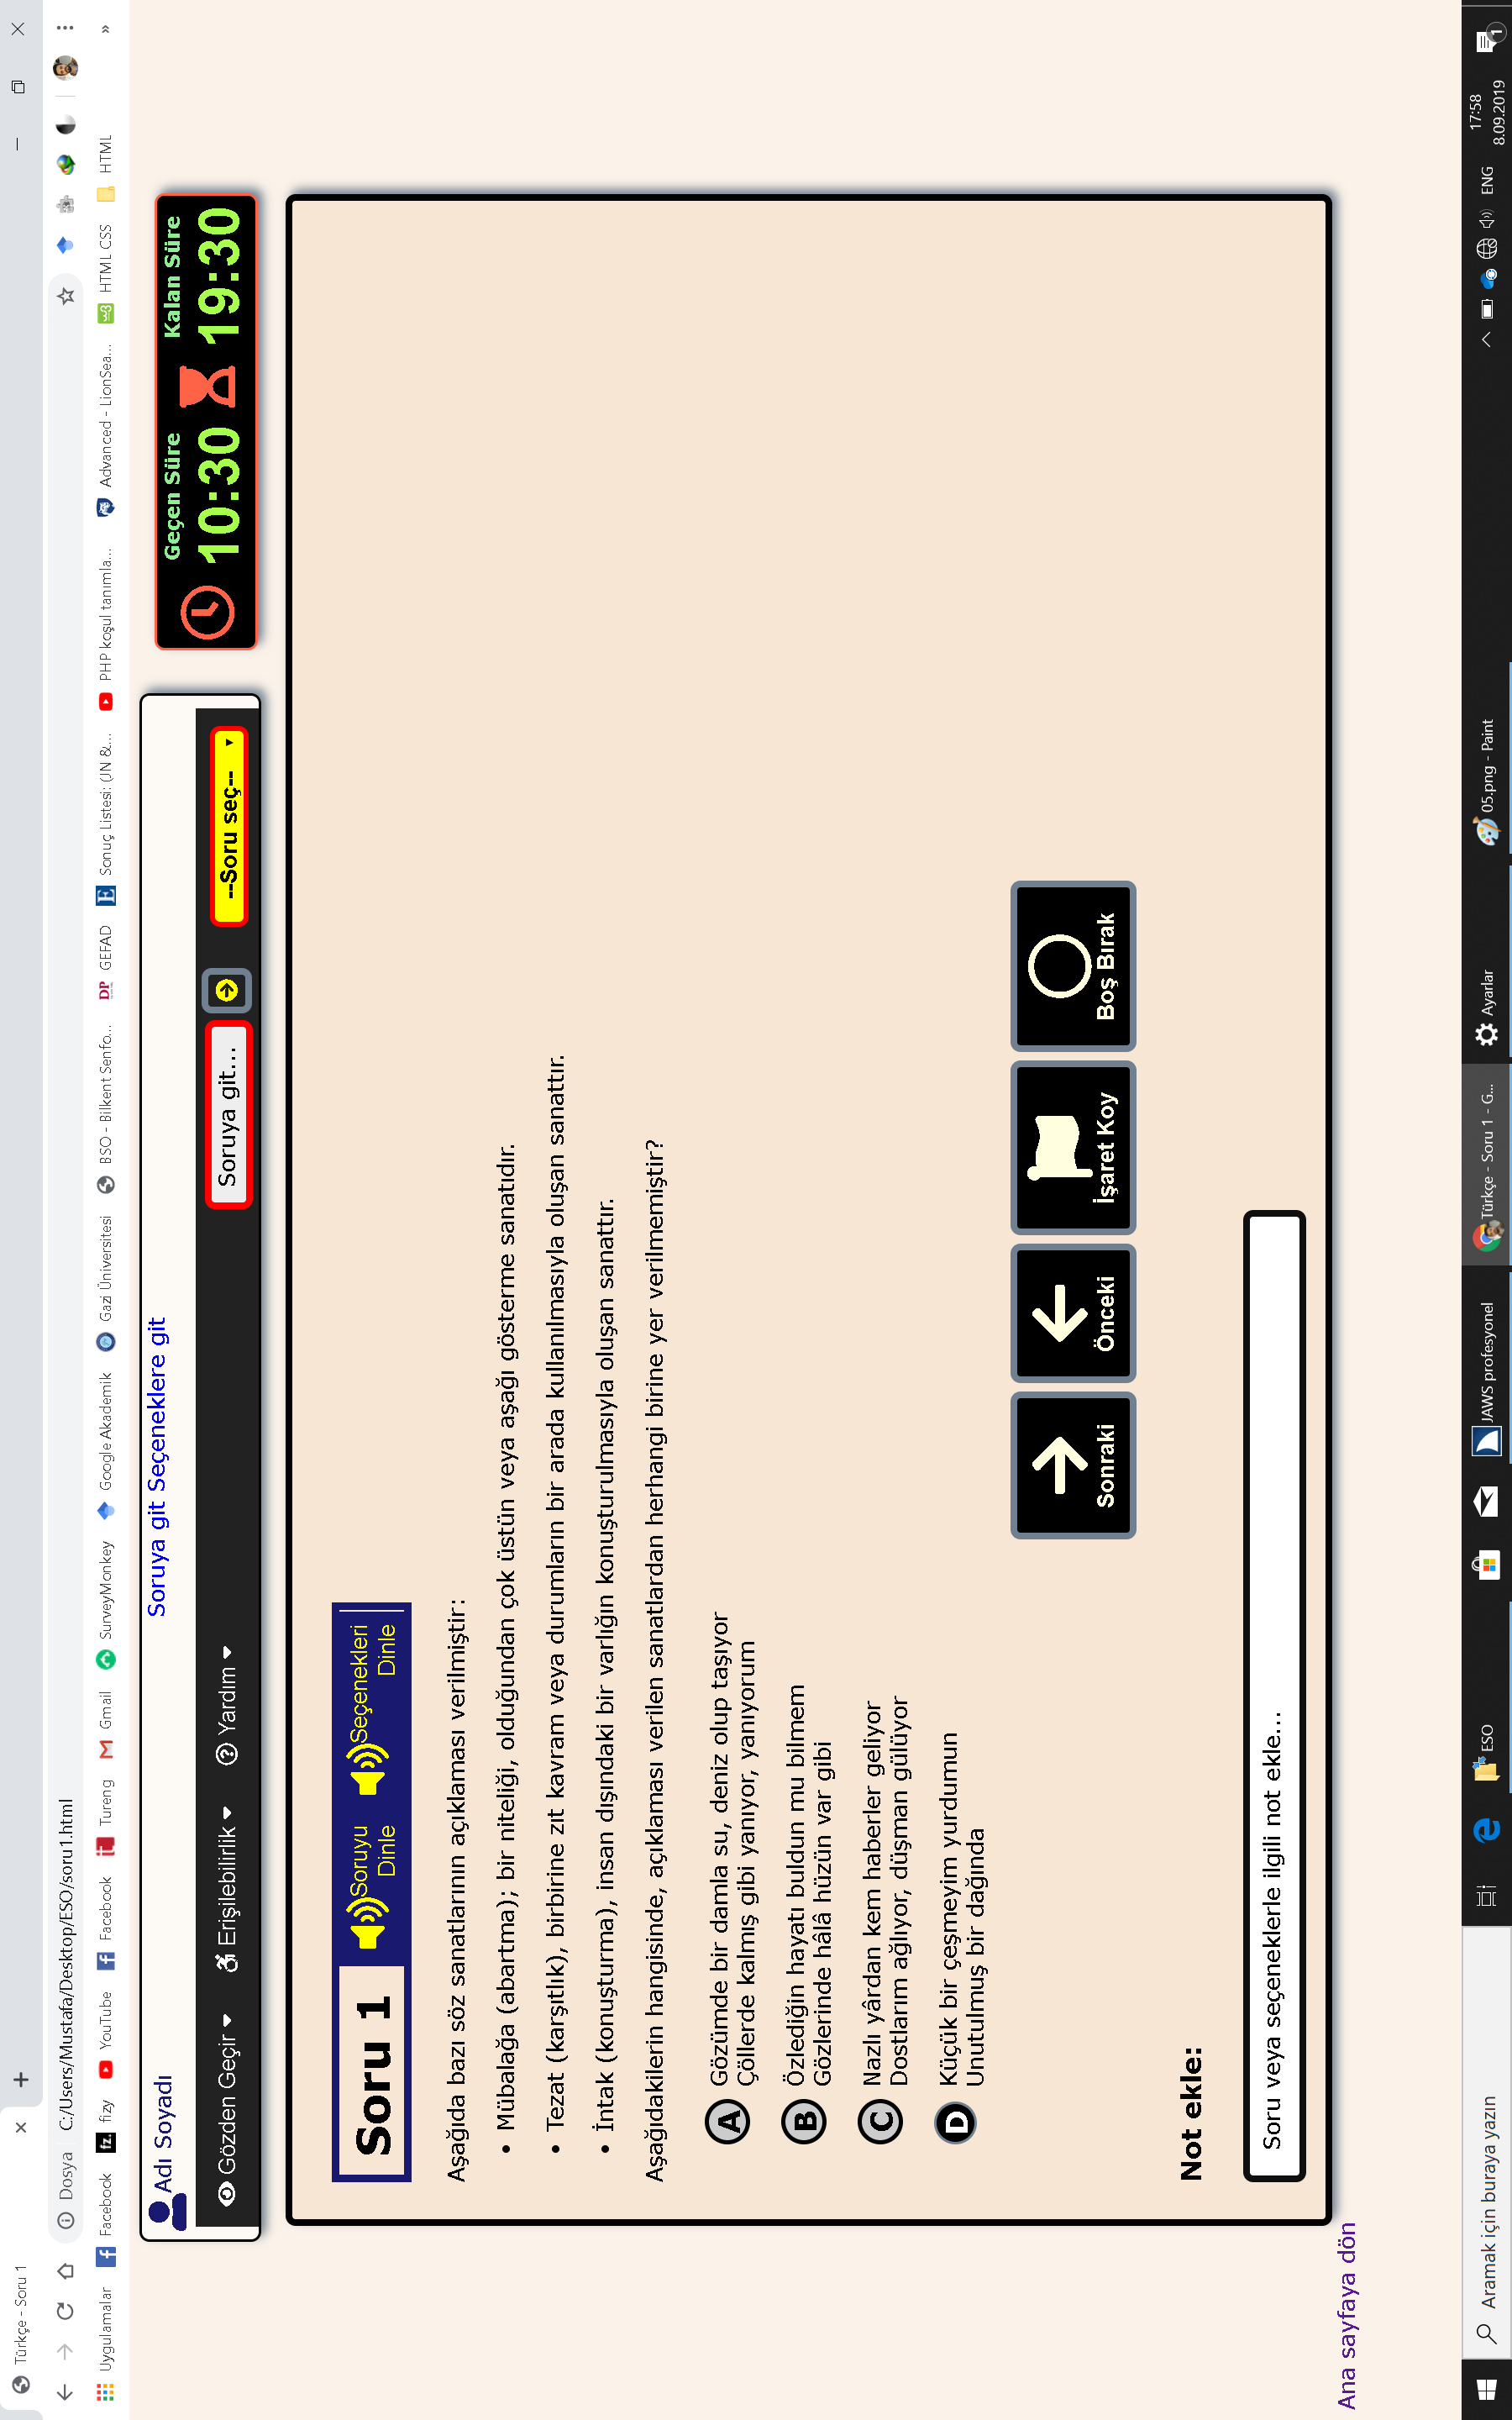 Türkçe - Soru 1
Dosya C:/Users/Mustafa/Desktop/ESO/soru1.html
Uygulamalar Facebook fizy YouTube Facebook Tureng Gmail SurveyMonkey Google Akademik Gazi Üniversitesi BSO - Bilkent Senfo... GEFAD Sonuç Listesi: (JN &... PHP koşul tanımla... Advanced - LionSea... HTML CSS HTML »
Adı Soyadı
Soruya git Seçeneklere git
Gözden Geçir Erişilebilirlik Yardım
Soruya git...
--Soru seç--
Geçen Süre Kalan Süre
10:30 19:30
Soru 1
Soruyu Dinle
Seçenekleri Dinle
Aşağıda bazı söz sanatlarının açıklaması verilmiştir:
• Mübalağa (abartma); bir niteliği, olduğundan çok üstün veya aşağı gösterme sanatıdır.
• Tezat (karşıtlık), birbirine zıt kavram veya durumların bir arada kullanılmasıyla oluşan sanattır.
• İntak (konuşturma), insan dışındaki bir varlığın konuşturulmasıyla oluşan sanattır.
Aşağıdakilerin hangisinde, açıklaması verilen sanatlardan herhangi birine yer verilmemiştir?
A Gözümde bir damla su, deniz olup taşıyor
Çöllerde kalmış gibi yanıyor, yanıyorum
B Özlediğin hayatı buldun mu bilmem
Gözlerinde hâlâ hüzün var gibi
C Nazlı yârdan kem haberler geliyor
Dostlarım ağlıyor, düşman gülüyor
D Küçük bir çeşmeyim yurdumun
Unutulmuş bir dağında
Sonraki Önceki İşaret Koy Boş Bırak
Not ekle:
Soru veya seçeneklerle ilgili not ekle...
Ana sayfaya dön
Aramak için buraya yazın
ESO
JAWS profesyonel
Türkçe - Soru 1 - G...
Ayarlar
05.png - Paint
ENG
17:58
8.09.2019
1